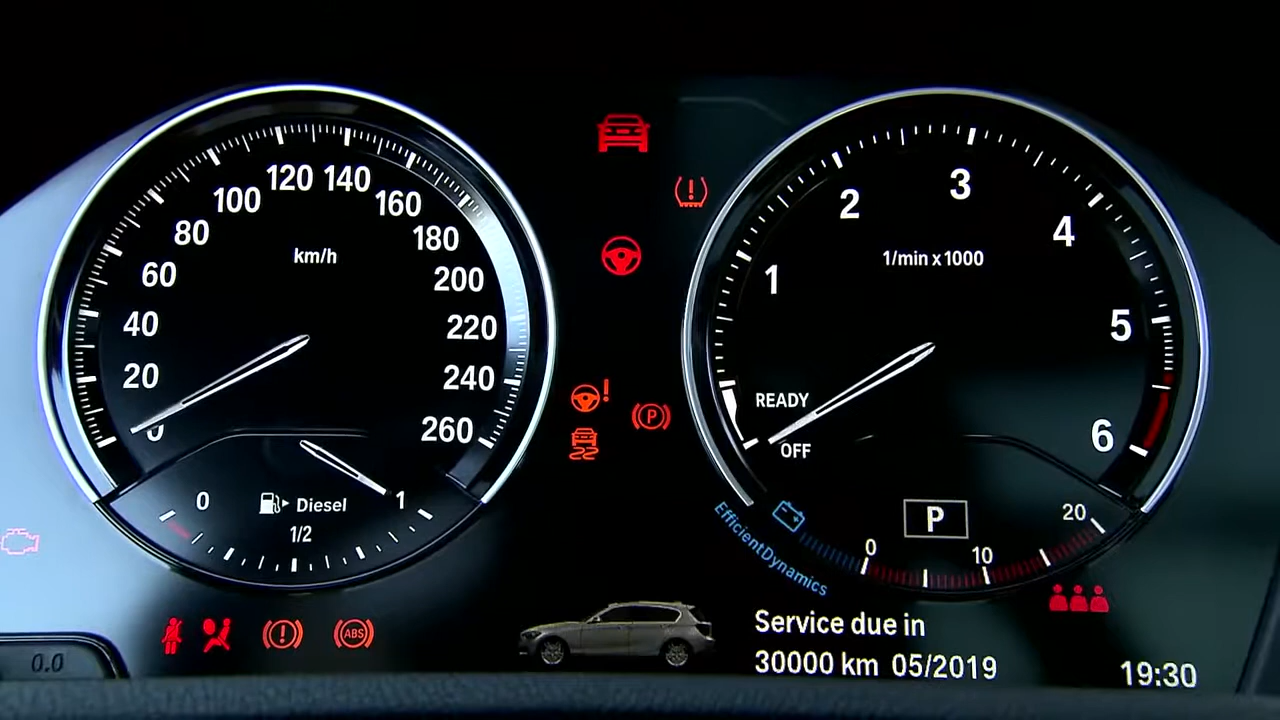 120 140
100 160
80 180
km/h
60 200
40 220
20 240
0 260
0 Diesel 1
1/2
0.0
!
!
P
!
ABS
3
2 4
1/min x 1000
1
5
READY
OFF
6
P
20
0 10
EfficientDynamics
Service due in
30000 km 05/2019
19:30